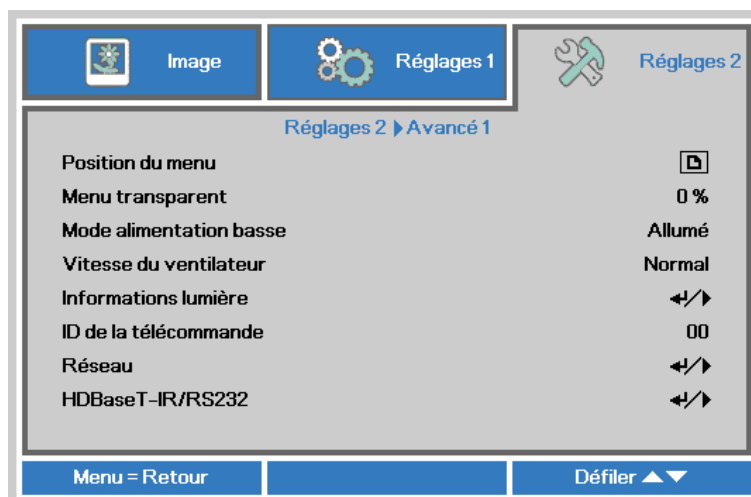 Image
Réglages 1
Réglages 2
Réglages 2 Avancé 1
Position du menu
Menu transparent 0 %
Mode alimentation basse Allumé
Vitesse du ventilateur Normal
Informations lumière
ID de la télécommande 00
Réseau
HDBaseT-IR/RS232
Menu = Retour
Défiler